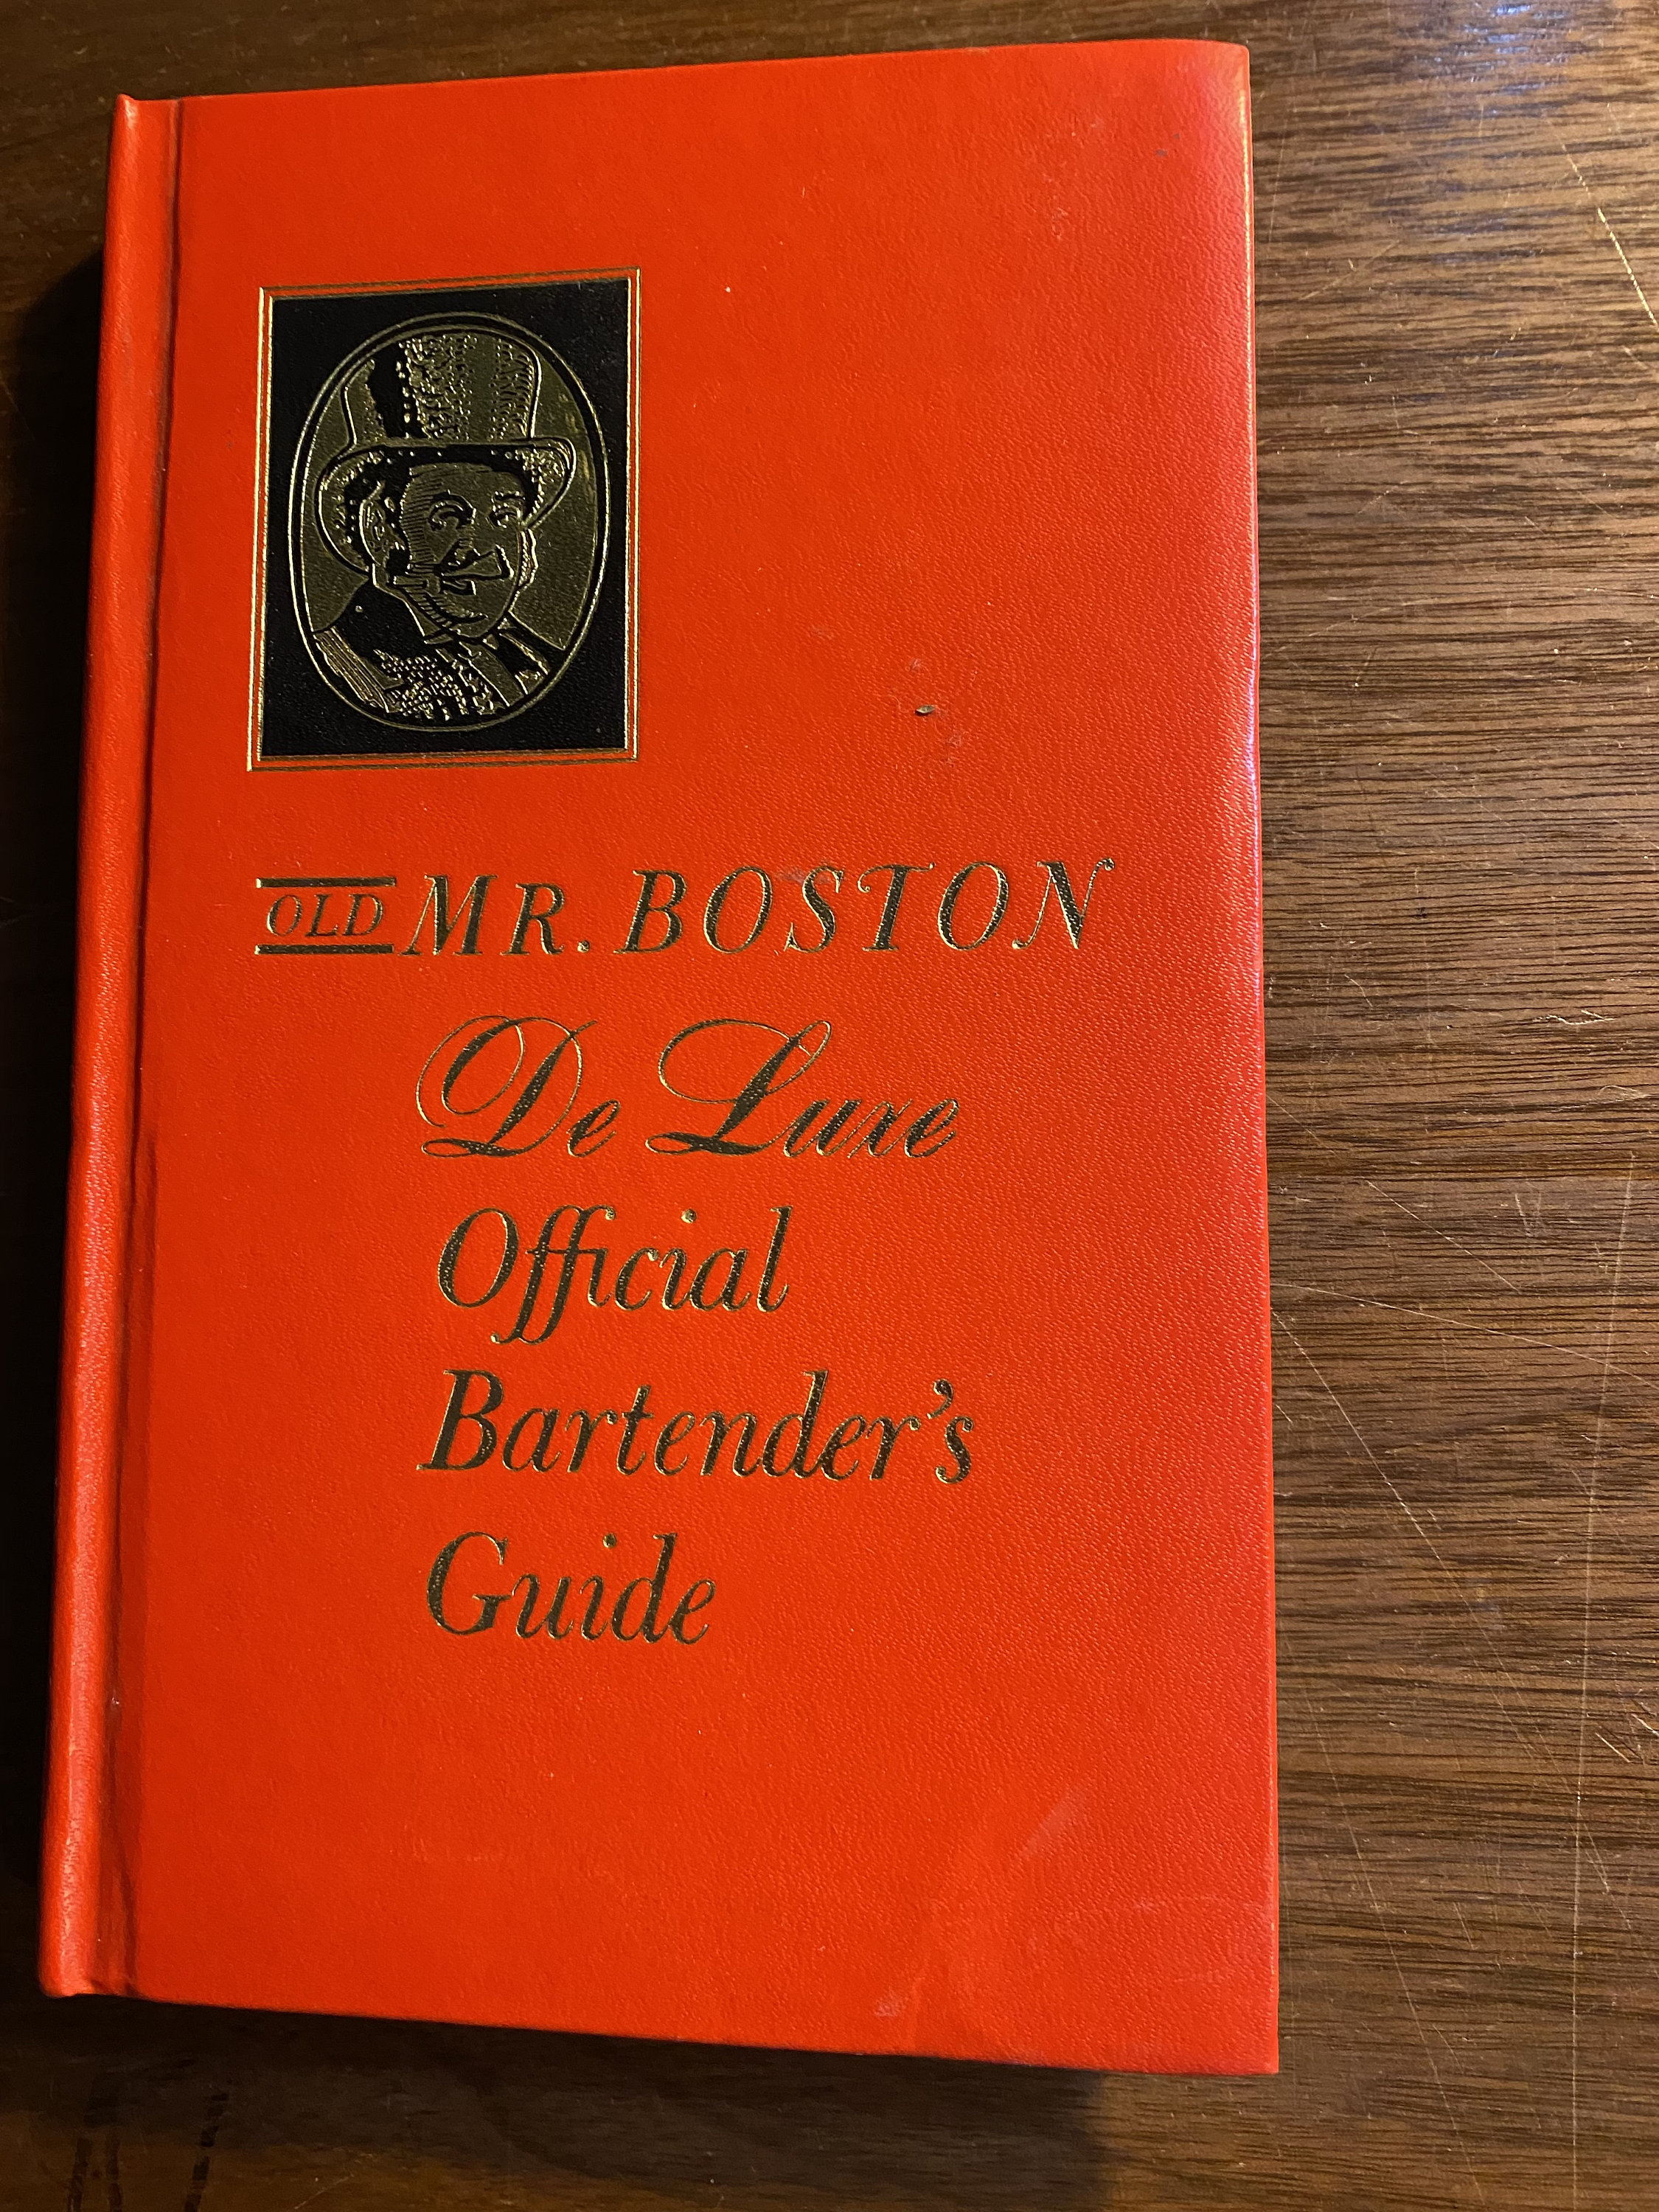 OLD MR. BOSTON
De Luxe
Official
Bartender's
Guide